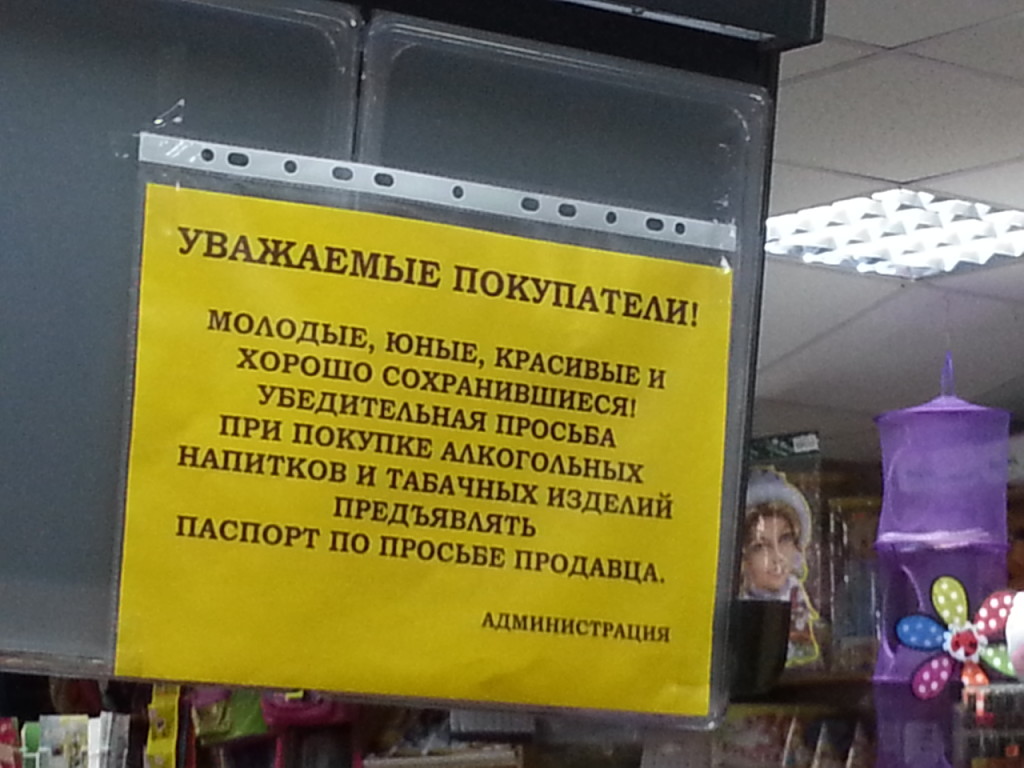 УВАЖАЕМЫЕ ПОКУПАТЕЛИ!
МОЛОДЫЕ, ЮНЫЕ, КРАСИВЫЕ И
ХОРОШО СОХРАНИВШИЕСЯ!
УБЕДИТЕЛЬНАЯ ПРОСЬБА
ПРИ ПОКУПКЕ АЛКОГОЛЬНЫХ
НАПИТКОВ И ТАБАЧНЫХ ИЗДЕЛИЙ
ПРЕДЪЯВЛЯТЬ
ПАСПОРТ ПО ПРОСЬБЕ ПРОДАВЦА.
АДМИНИСТРАЦИЯ